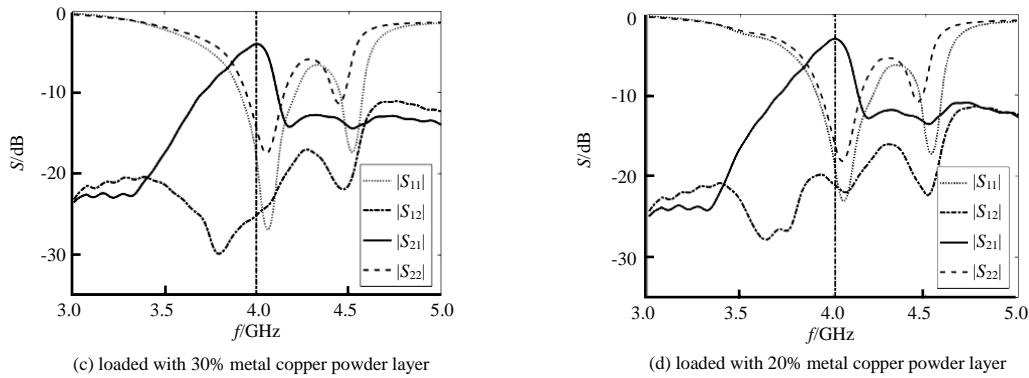 0
-10
-20
-30
S/dB
|S11|
|S12|
|S21|
|S22|
3.0 3.5 4.0 4.5 5.0
f/GHz
(c) loaded with 30% metal copper powder layer
0
-10
-20
-30
S/dB
|S11|
|S12|
|S21|
|S22|
3.0 3.5 4.0 4.5 5.0
f/GHz
(d) loaded with 20% metal copper powder layer